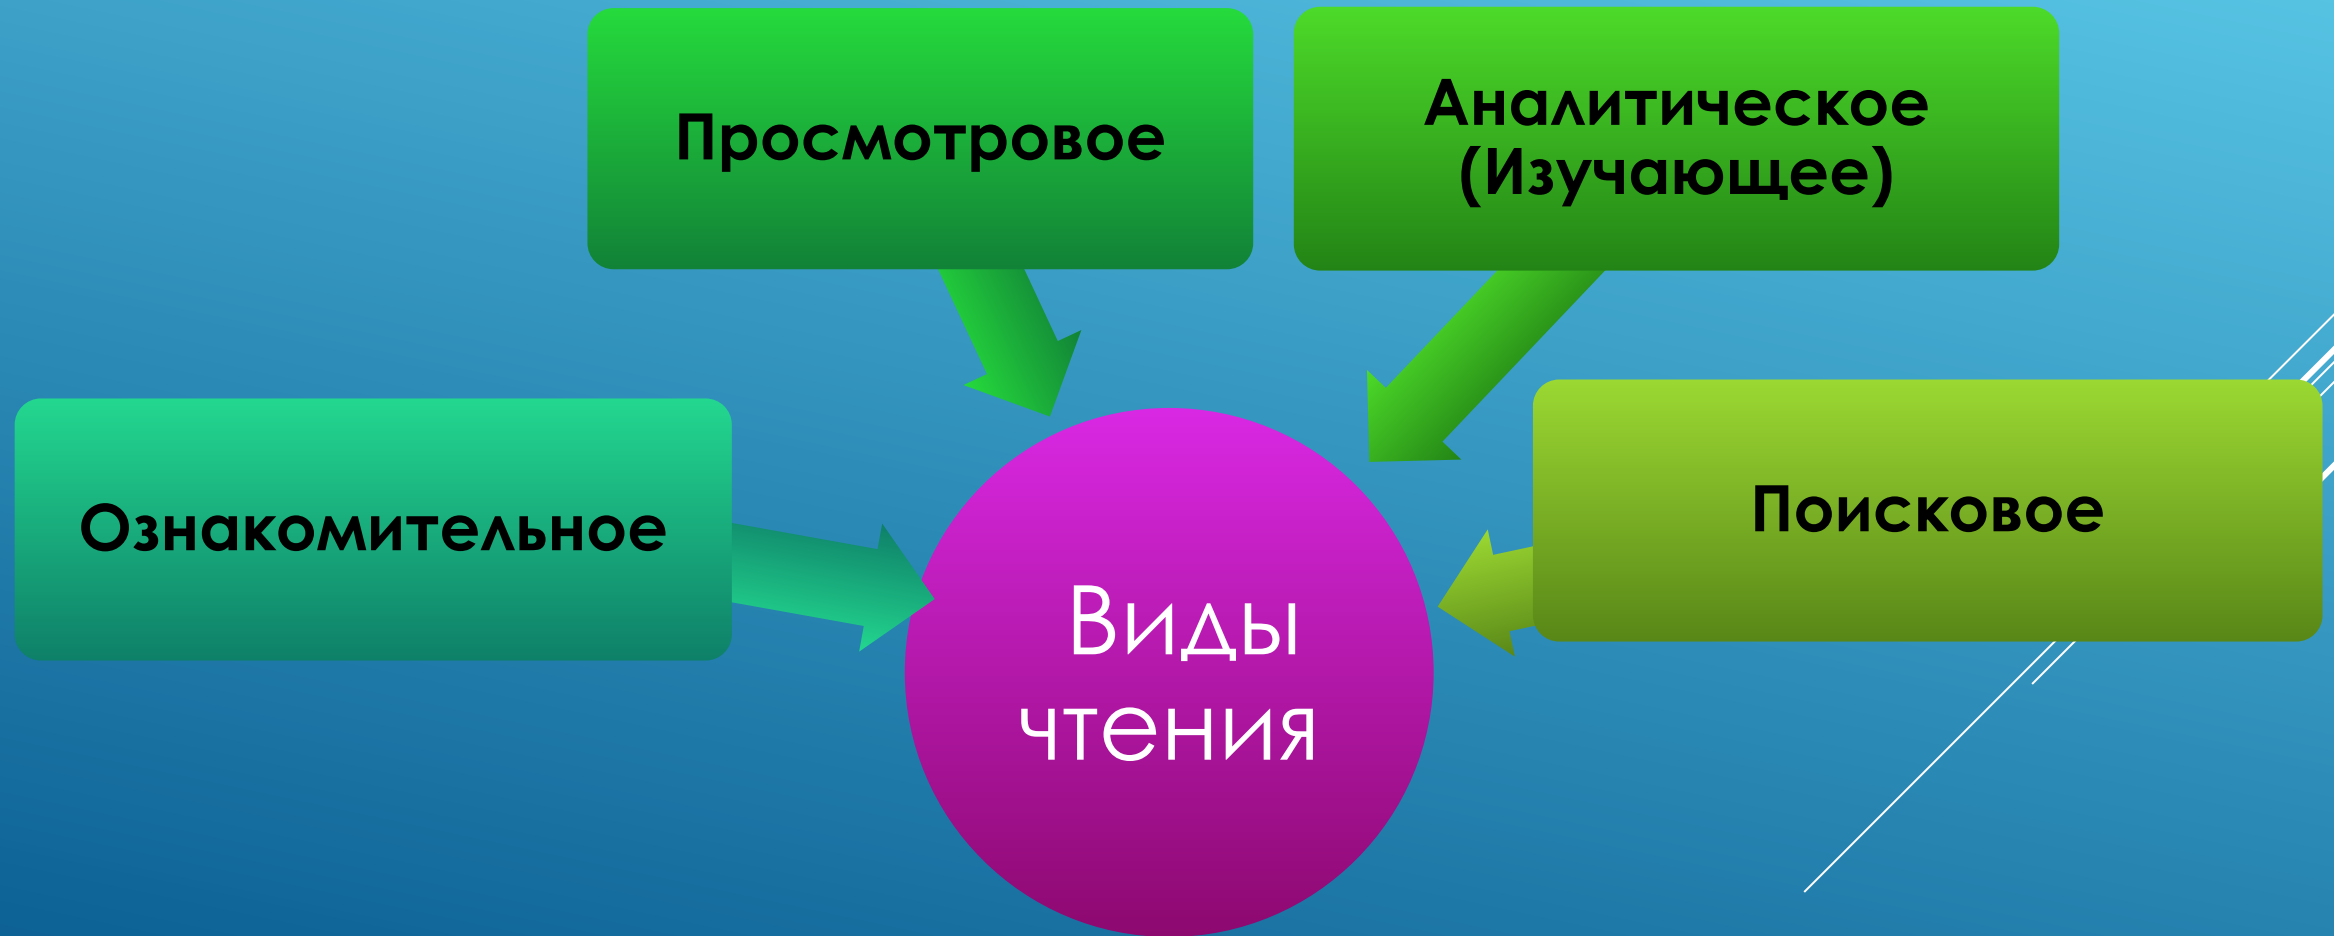 Просмотровое
Аналитическое
(Изучающее)
Ознакомительное
Поисковое
Виды
чтения